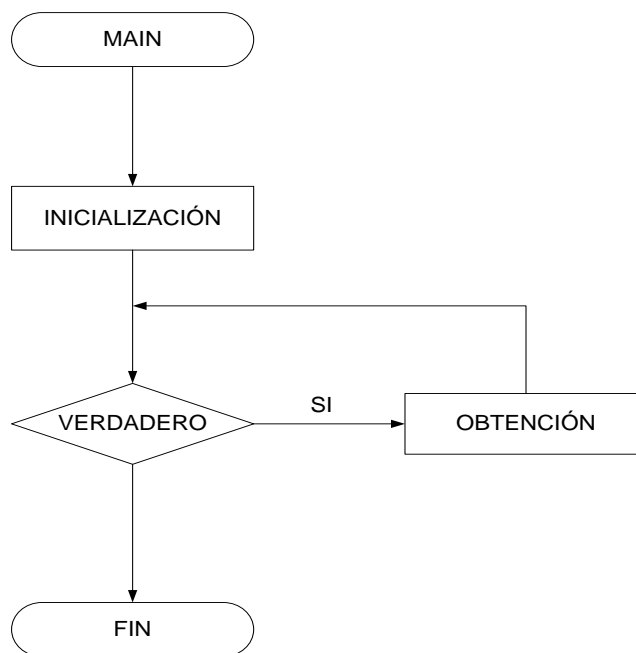 MAIN
INICIALIZACIÓN
VERDADERO
SI
OBTENCIÓN
FIN